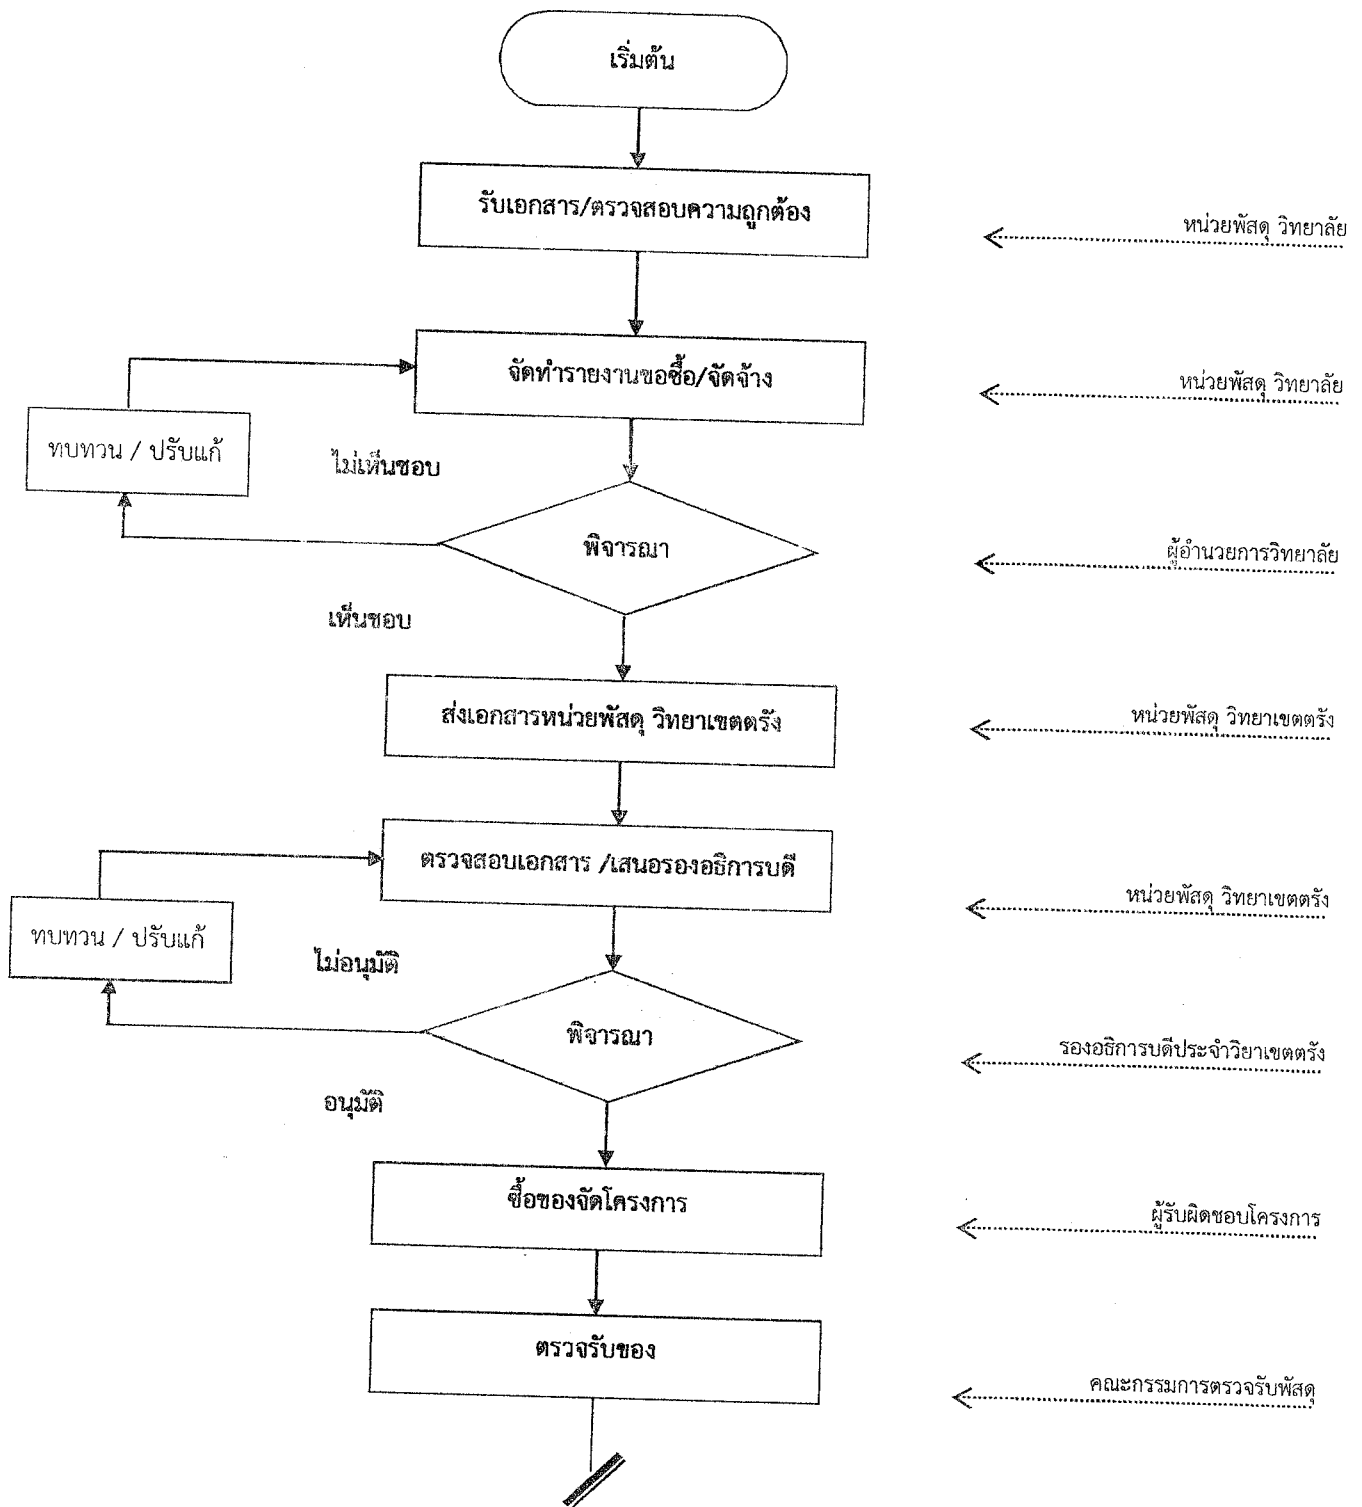 เริ่มต้น
รับเอกสาร/ตรวจสอบความถูกต้อง
หน่วยพัสดุ วิทยาลัย
จัดทำรายงานขอซื้อ/จัดจ้าง
หน่วยพัสดุ วิทยาลัย
ทบทวน / ปรับแก้
ไม่เห็นชอบ
พิจารณา
ผู้อำนวยการวิทยาลัย
เห็นชอบ
ส่งเอกสารหน่วยพัสดุ วิทยาเขตตรัง
หน่วยพัสดุ วิทยาเขตตรัง
ตรวจสอบเอกสาร /เสนอรองอธิการบดี
หน่วยพัสดุ วิทยาเขตตรัง
ทบทวน / ปรับแก้
ไม่อนุมัติ
พิจารณา
รองอธิการบดีประจำวิยาเขตตรัง
อนุมัติ
ซื้อของจัดโครงการ
ผู้รับผิดชอบโครงการ
ตรวจรับของ
คณะกรรมการตรวจรับพัสดุ